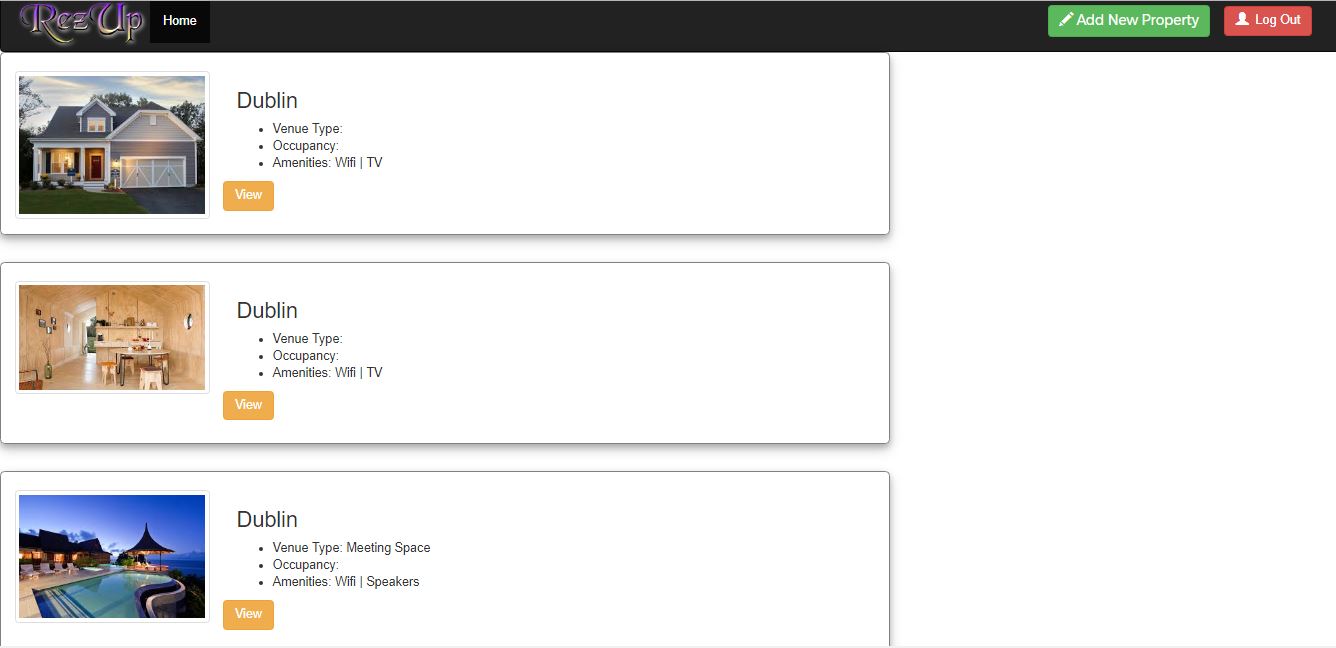 RezUp Home Add New Property Log Out
Dublin
Venue Type:
Occupancy:
Amenities: Wifi | TV
View
Dublin
Venue Type:
Occupancy:
Amenities: Wifi | TV
View
Dublin
Venue Type: Meeting Space
Occupancy:
Amenities: Wifi | Speakers
View